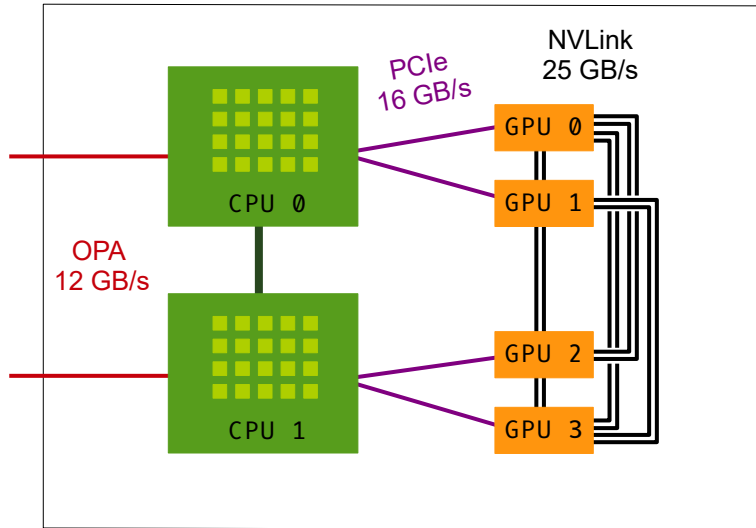 NVLink
25 GB/s
PCIe
16 GB/s
GPU 0
GPU 1
CPU 0
OPA
12 GB/s
GPU 2
GPU 3
CPU 1